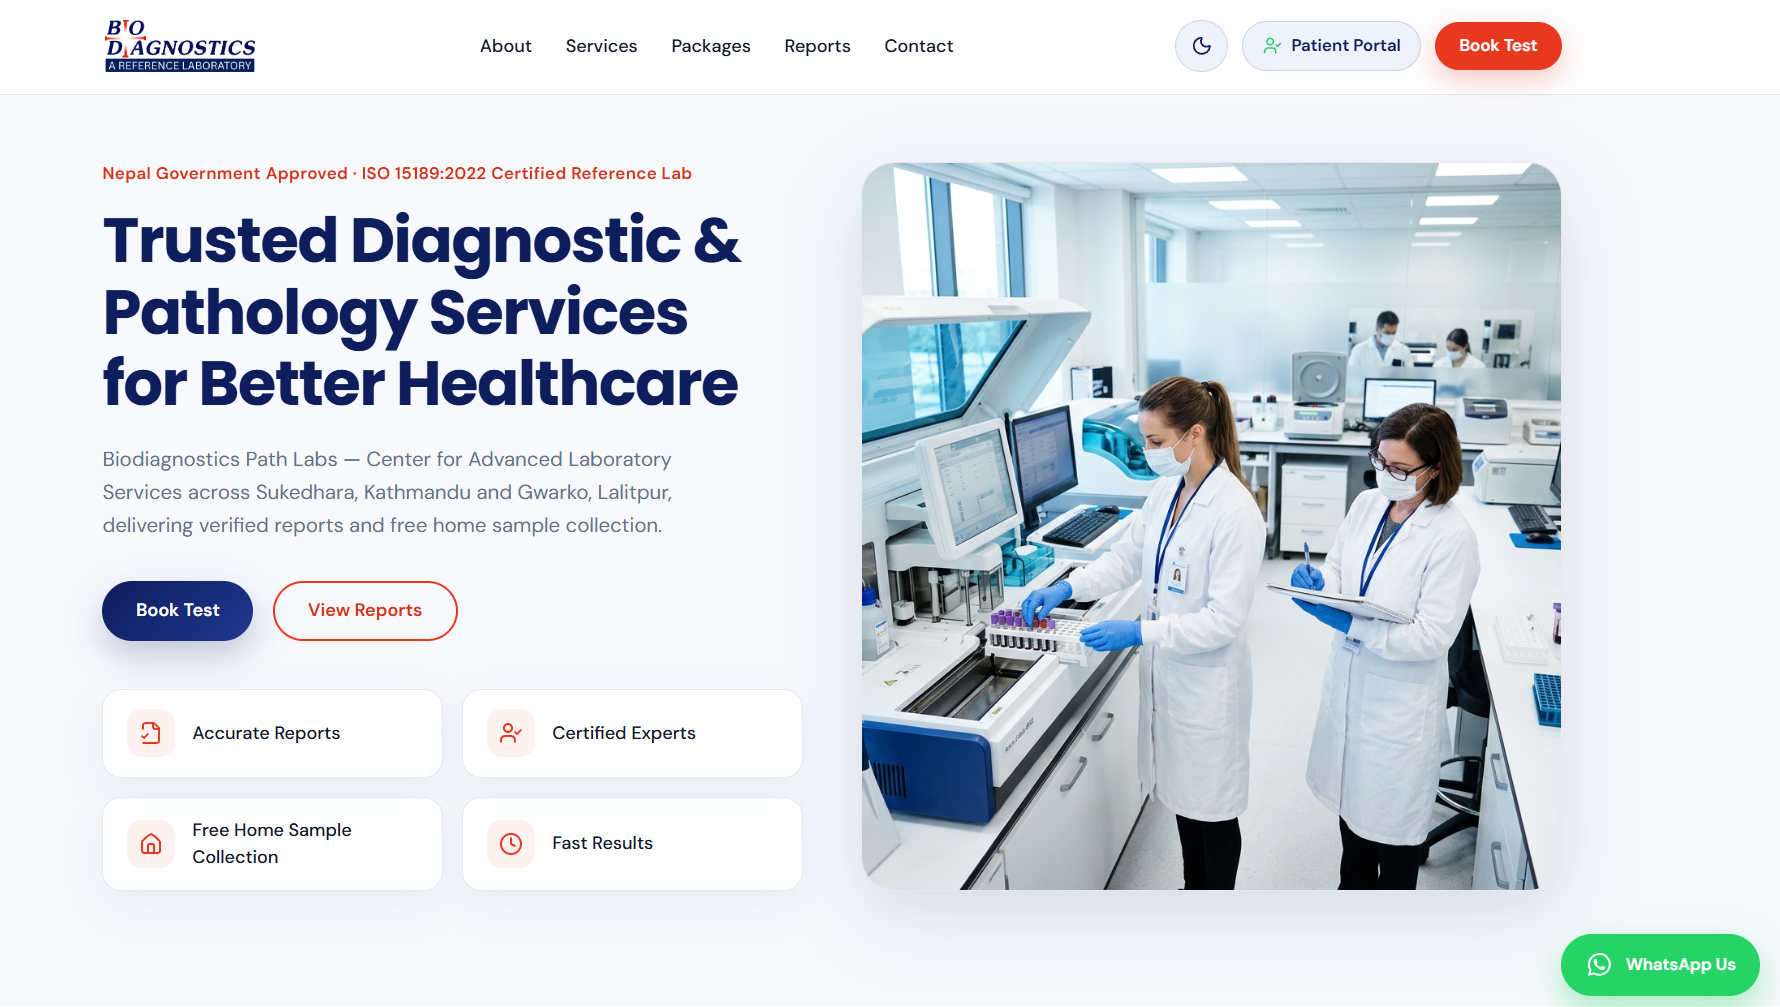 BIO
DIAGNOSTICS
A REFERENCE LABORATORY
About
Services
Packages
Reports
Contact
Patient Portal
Book Test
Nepal Government Approved · ISO 15189:2022 Certified Reference Lab
Trusted Diagnostic &
Pathology Services
for Better Healthcare
Biodiagnostics Path Labs — Center for Advanced Laboratory
Services across Sukedhara, Kathmandu and Gwarko, Lalitpur,
delivering verified reports and free home sample collection.
Book Test
View Reports
Accurate Reports
Certified Experts
Free Home Sample
Collection
Fast Results
WhatsApp Us